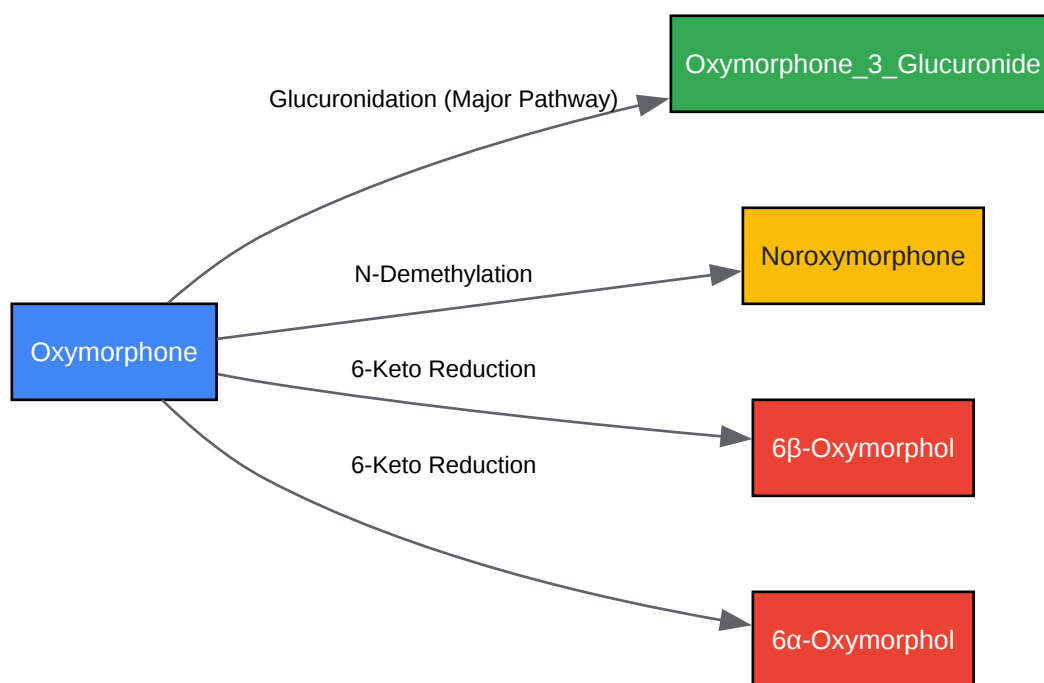 Oxymorphone_3_Glucuronide
Glucuronidation (Major Pathway)
Noroxymorphone
N-Demethylation
Oxymorphone
6-Keto Reduction
6β-Oxymorphol
6-Keto Reduction
6α-Oxymorphol